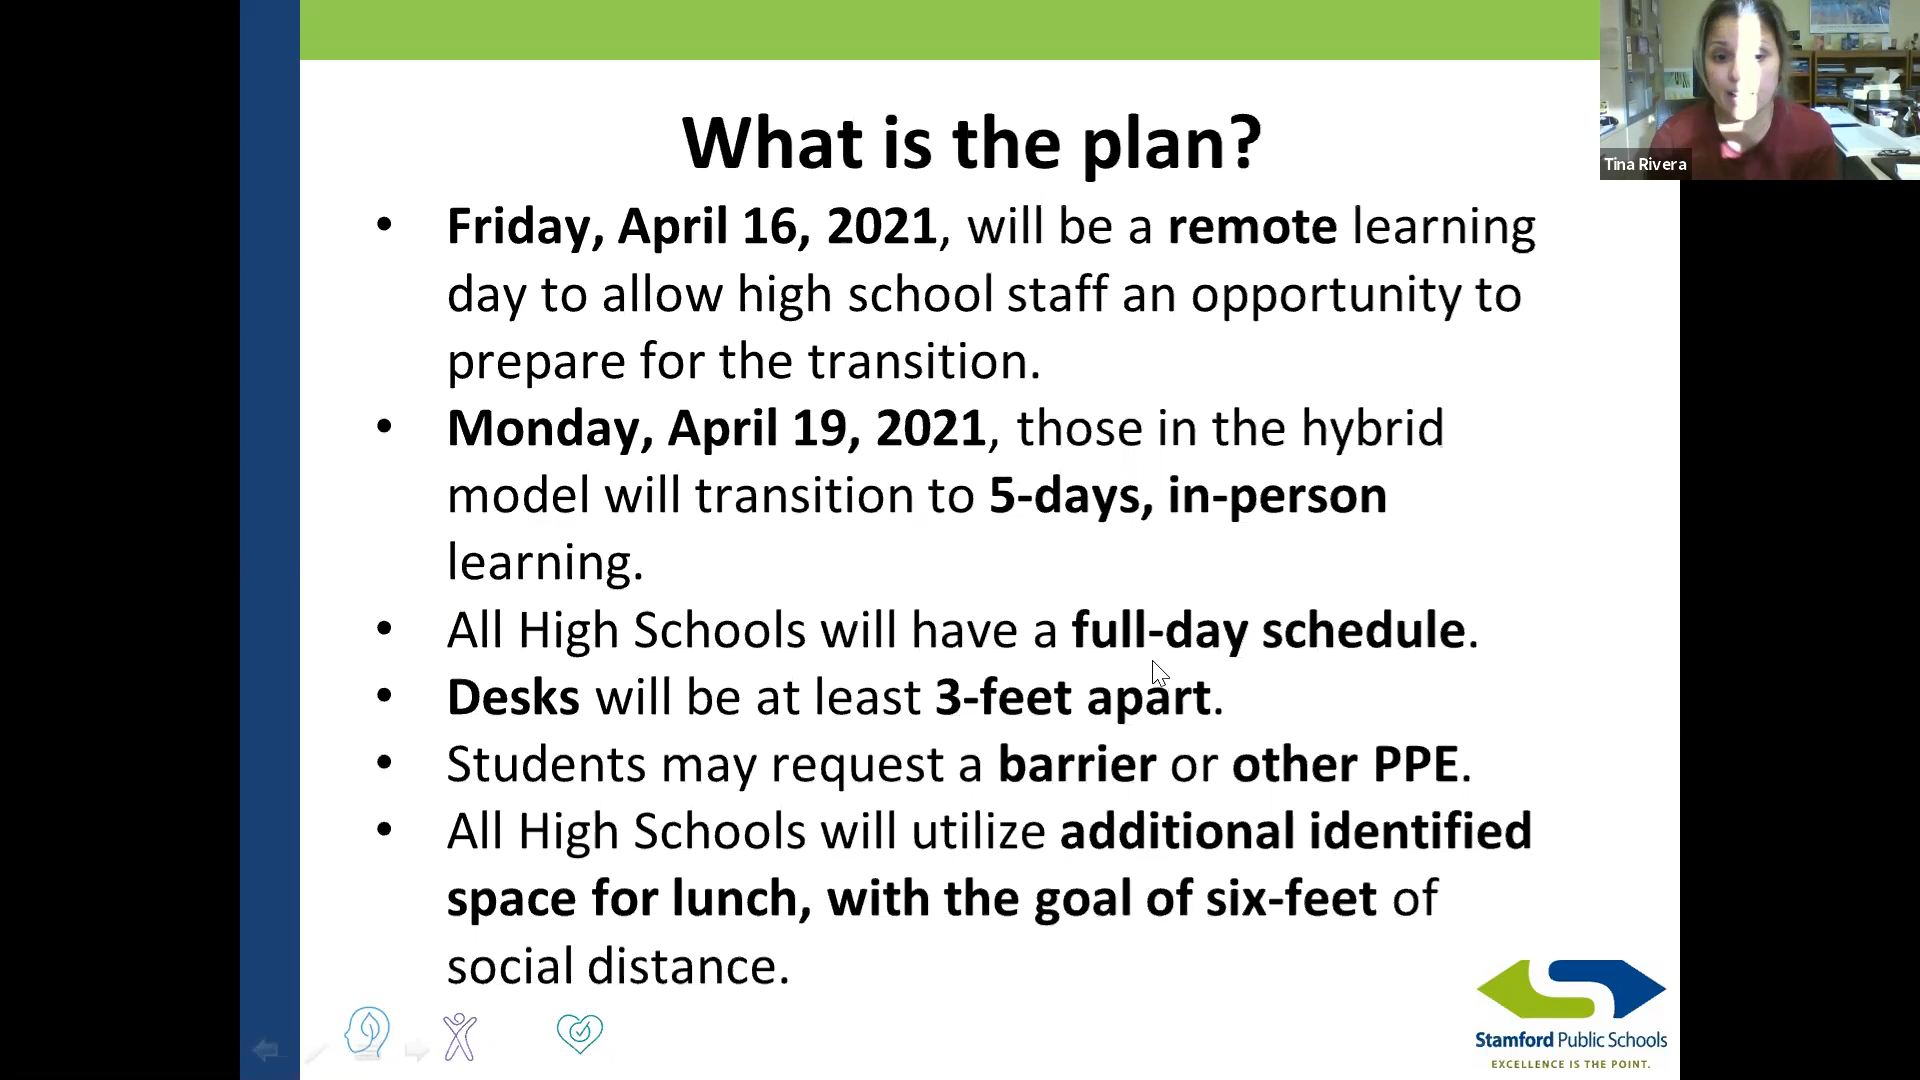 What is the plan?
• Friday, April 16, 2021, will be a remote learning
day to allow high school staff an opportunity to
prepare for the transition.
• Monday, April 19, 2021, those in the hybrid
model will transition to 5-days, in-person
learning.
• All High Schools will have a full-day schedule.
• Desks will be at least 3-feet apart.
• Students may request a barrier or other PPE.
• All High Schools will utilize additional identified
space for lunch, with the goal of six-feet of
social distance.
Tina Rivera
Stamford Public Schools
EXCELLENCE IS THE POINT.